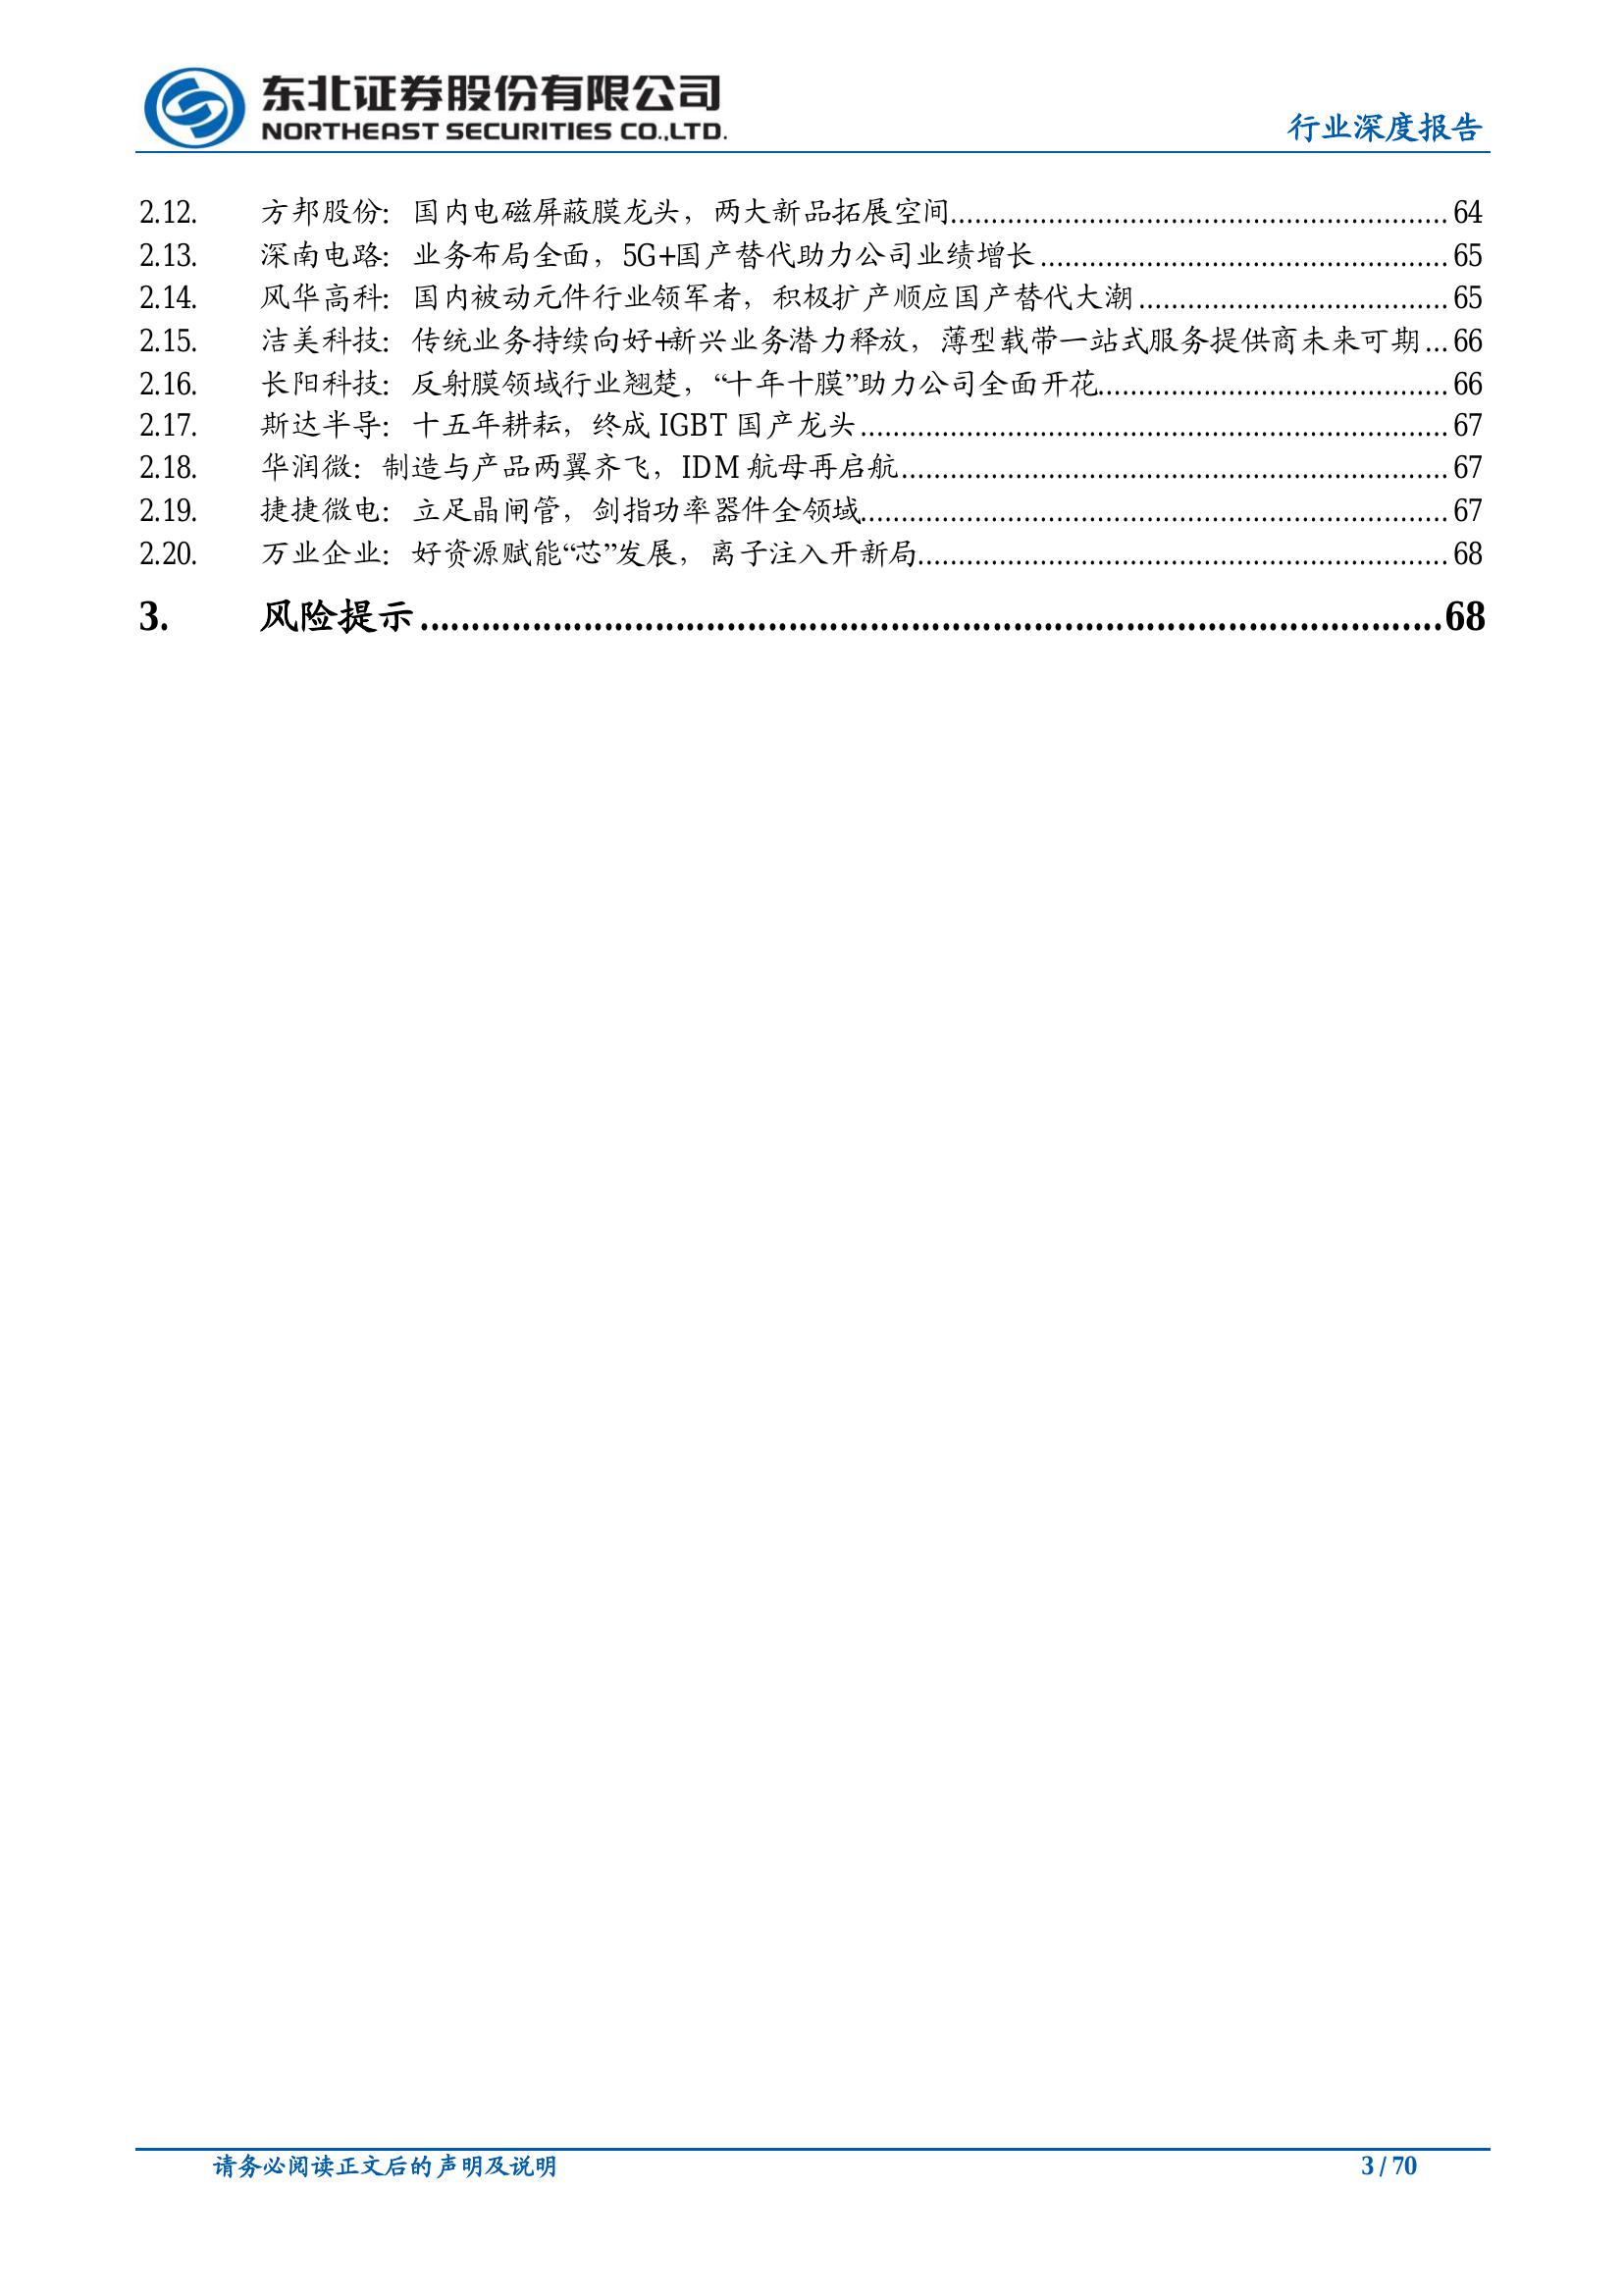 东北证券股份有限公司
NORTHEAST SECURITIES CO.,LTD.
行业深度报告
2.12. 方邦股份：国内电磁屏蔽膜龙头，两大新品拓展空间 64
2.13. 深南电路：业务布局全面，5G+国产替代助力公司业绩增长 65
2.14. 风华高科：国内被动元件行业领军者，积极扩产顺应国产替代大潮 65
2.15. 洁美科技：传统业务持续向好+新兴业务潜力释放，薄型载带一站式服务提供商未来可期 ... 66
2.16. 长阳科技：反射膜领域行业翘楚，“十年十膜”助力公司全面开花 66
2.17. 斯达半导：十五年耕耘，终成 IGBT 国产龙头 67
2.18. 华润微：制造与产品两翼齐飞，IDM 航母再启航 67
2.19. 捷捷微电：立足晶闸管，剑指功率器件全领域 67
2.20. 万业企业：好资源赋能“芯”发展，离子注入开新局 68
3. 风险提示 68
请务必阅读正文后的声明及说明 3 / 70